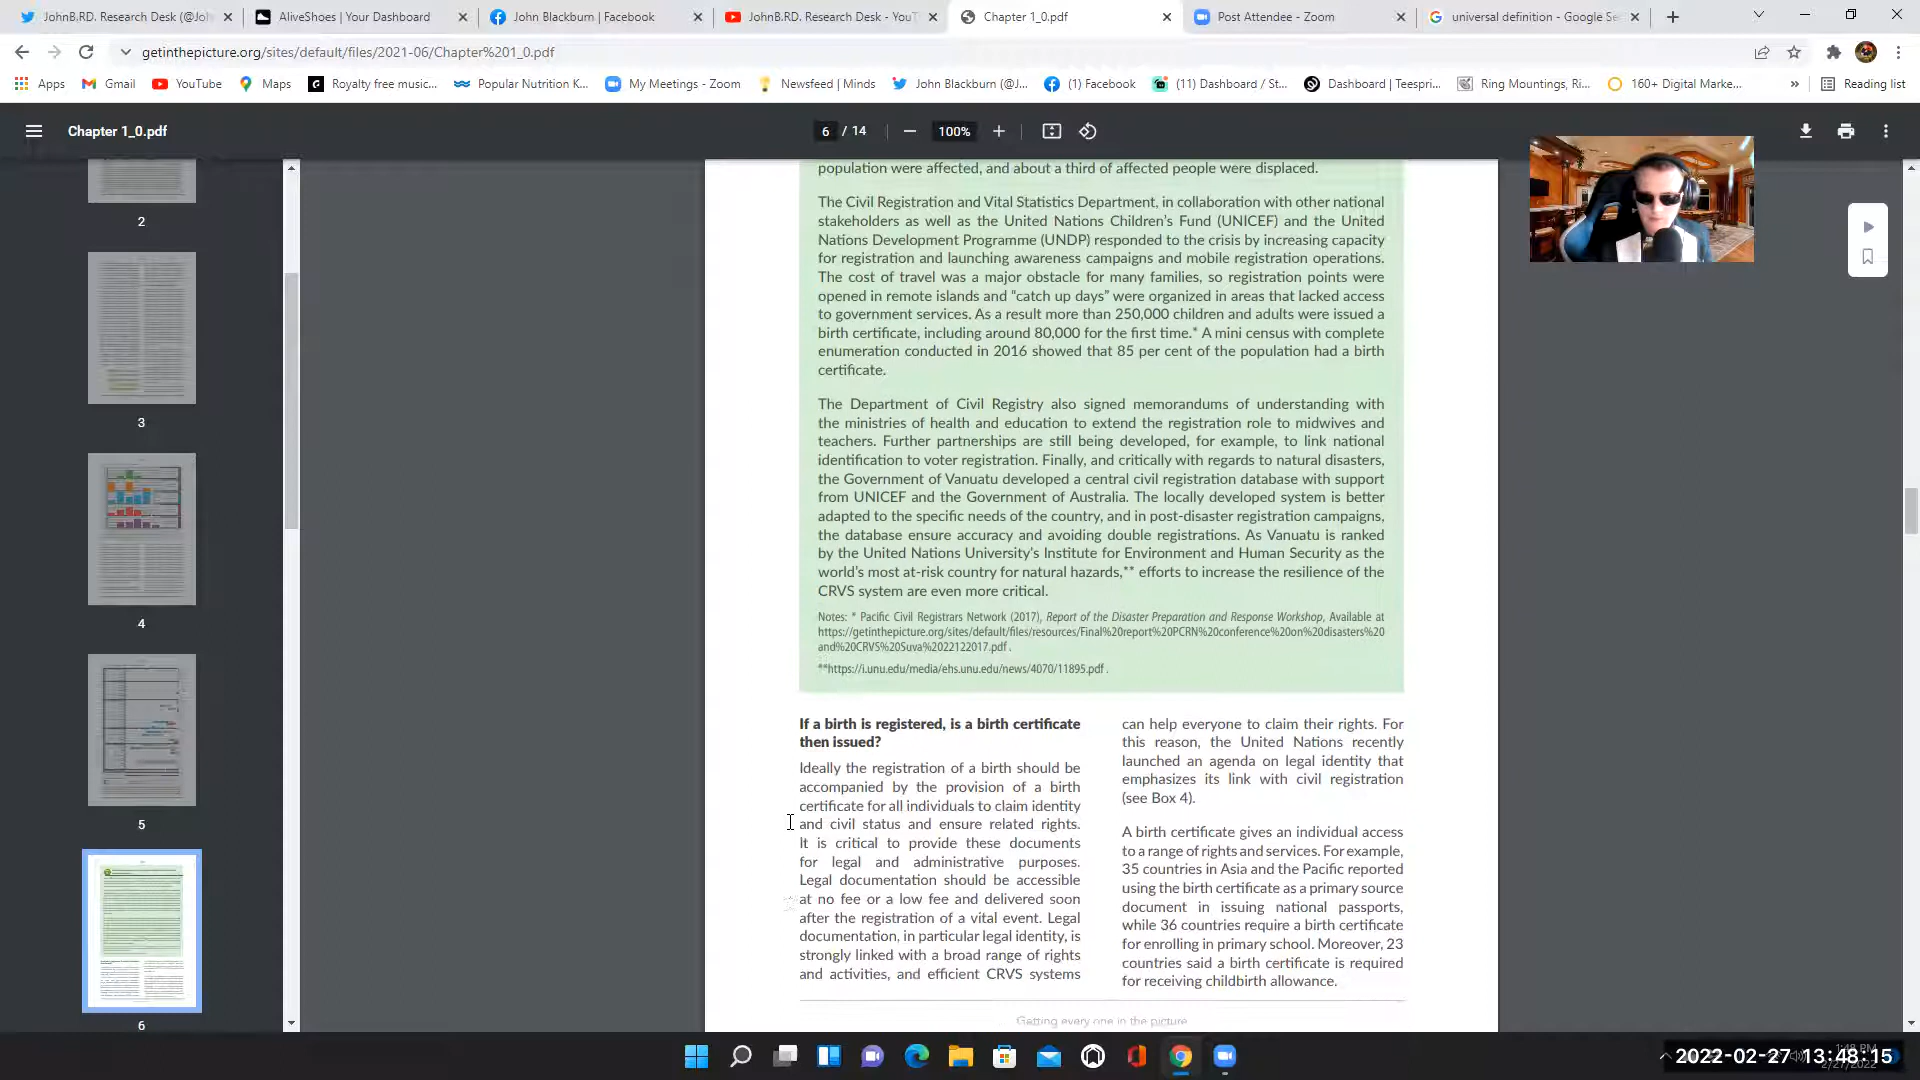 JohnB.RD. Research Desk (@Joh
AliveShoes | Your Dashboard
John Blackburn | Facebook
JohnB.RD. Research Desk - YouT
Chapter 1_0.pdf
Post Attendee - Zoom
universal definition - Google Se
getinthepicture.org/sites/default/files/2021-06/Chapter%201_0.pdf
Apps
Gmail
YouTube
Maps
Royalty free music...
Popular Nutrition K...
My Meetings - Zoom
Newsfeed | Minds
John Blackburn (@J...
(1) Facebook
(11) Dashboard / St...
Dashboard | Teespri...
Ring Mountings, Ri...
160+ Digital Marke...
»
Reading list
Chapter 1_0.pdf
6 / 14
100%
2
3
4
5
6
population were affected, and about a third of affected people were displaced.
The Civil Registration and Vital Statistics Department, in collaboration with other national
stakeholders as well as the United Nations Children's Fund (UNICEF) and the United
Nations Development Programme (UNDP) responded to the crisis by increasing capacity
for registration and launching awareness campaigns and mobile registration operations.
The cost of travel was a major obstacle for many families, so registration points were
opened in remote islands and "catch up days" were organized in areas that lacked access
to government services. As a result more than 250,000 children and adults were issued a
birth certificate, including around 80,000 for the first time.* A mini census with complete
enumeration conducted in 2016 showed that 85 per cent of the population had a birth
certificate.
The Department of Civil Registry also signed memorandums of understanding with
the ministries of health and education to extend the registration role to midwives and
teachers. Further partnerships are still being developed, for example, to link national
identification to voter registration. Finally, and critically with regards to natural disasters,
the Government of Vanuatu developed a central civil registration database with support
from UNICEF and the Government of Australia. The locally developed system is better
adapted to the specific needs of the country, and in post-disaster registration campaigns,
the database ensure accuracy and avoiding double registrations. As Vanuatu is ranked
by the United Nations University's Institute for Environment and Human Security as the
world's most at-risk country for natural hazards,** efforts to increase the resilience of the
CRVS system are even more critical.
Notes: * Pacific Civil Registrars Network (2017), Report of the Disaster Preparation and Response Workshop, Available at
https://getinthepicture.org/sites/default/files/resources/Final%20report%20PCRN%20conference%20on%20disasters%20
and%20CRVS%20Suva%2022122017.pdf .
**https://i.unu.edu/media/ehs.unu.edu/news/4070/11895.pdf .
If a birth is registered, is a birth certificate
then issued?
Ideally the registration of a birth should be
accompanied by the provision of a birth
certificate for all individuals to claim identity
and civil status and ensure related rights.
It is critical to provide these documents
for legal and administrative purposes.
Legal documentation should be accessible
at no fee or a low fee and delivered soon
after the registration of a vital event. Legal
documentation, in particular legal identity, is
strongly linked with a broad range of rights
and activities, and efficient CRVS systems
can help everyone to claim their rights. For
this reason, the United Nations recently
launched an agenda on legal identity that
emphasizes its link with civil registration
(see Box 4).
A birth certificate gives an individual access
to a range of rights and services. For example,
35 countries in Asia and the Pacific reported
using the birth certificate as a primary source
document in issuing national passports,
while 36 countries require a birth certificate
for enrolling in primary school. Moreover, 23
countries said a birth certificate is required
for receiving childbirth allowance.
Getting every one in the picture
2022-02-27 13:48:15